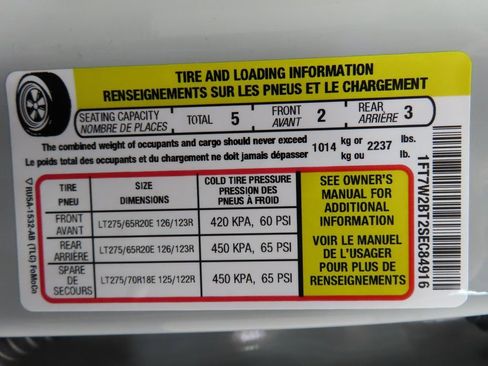 TIRE AND LOADING INFORMATION
RENSEIGNEMENTS SUR LES PNEUS ET LE CHARGEMENT
SEATING CAPACITY
NOMBRE DE PLACES
TOTAL 5
FRONT
AVANT 2
REAR
ARRIÈRE 3
The combined weight of occupants and cargo should never exceed 1014 kg or 2237 lbs.
Le poids total des occupants et du chargement ne doit jamais dépasser kg ou lb.
TIRE
PNEU
SIZE
DIMENSIONS
COLD TIRE PRESSURE
PRESSION DES
PNEUS À FROID
FRONT
AVANT
LT275/65R20E 126/123R
420 KPA, 60 PSI
REAR
ARRIÈRE
LT275/65R20E 126/123R
450 KPA, 65 PSI
SPARE
DE
SECOURS
LT275/70R18E 125/122R
450 KPA, 65 PSI
SEE OWNER'S
MANUAL FOR
ADDITIONAL
INFORMATION
VOIR LE MANUEL
DE L'USAGER
POUR PLUS DE
RENSEIGNEMENTS
1FT7W2BT2SEC84916
RUSA-1532-AB (TLG) FoMoCo